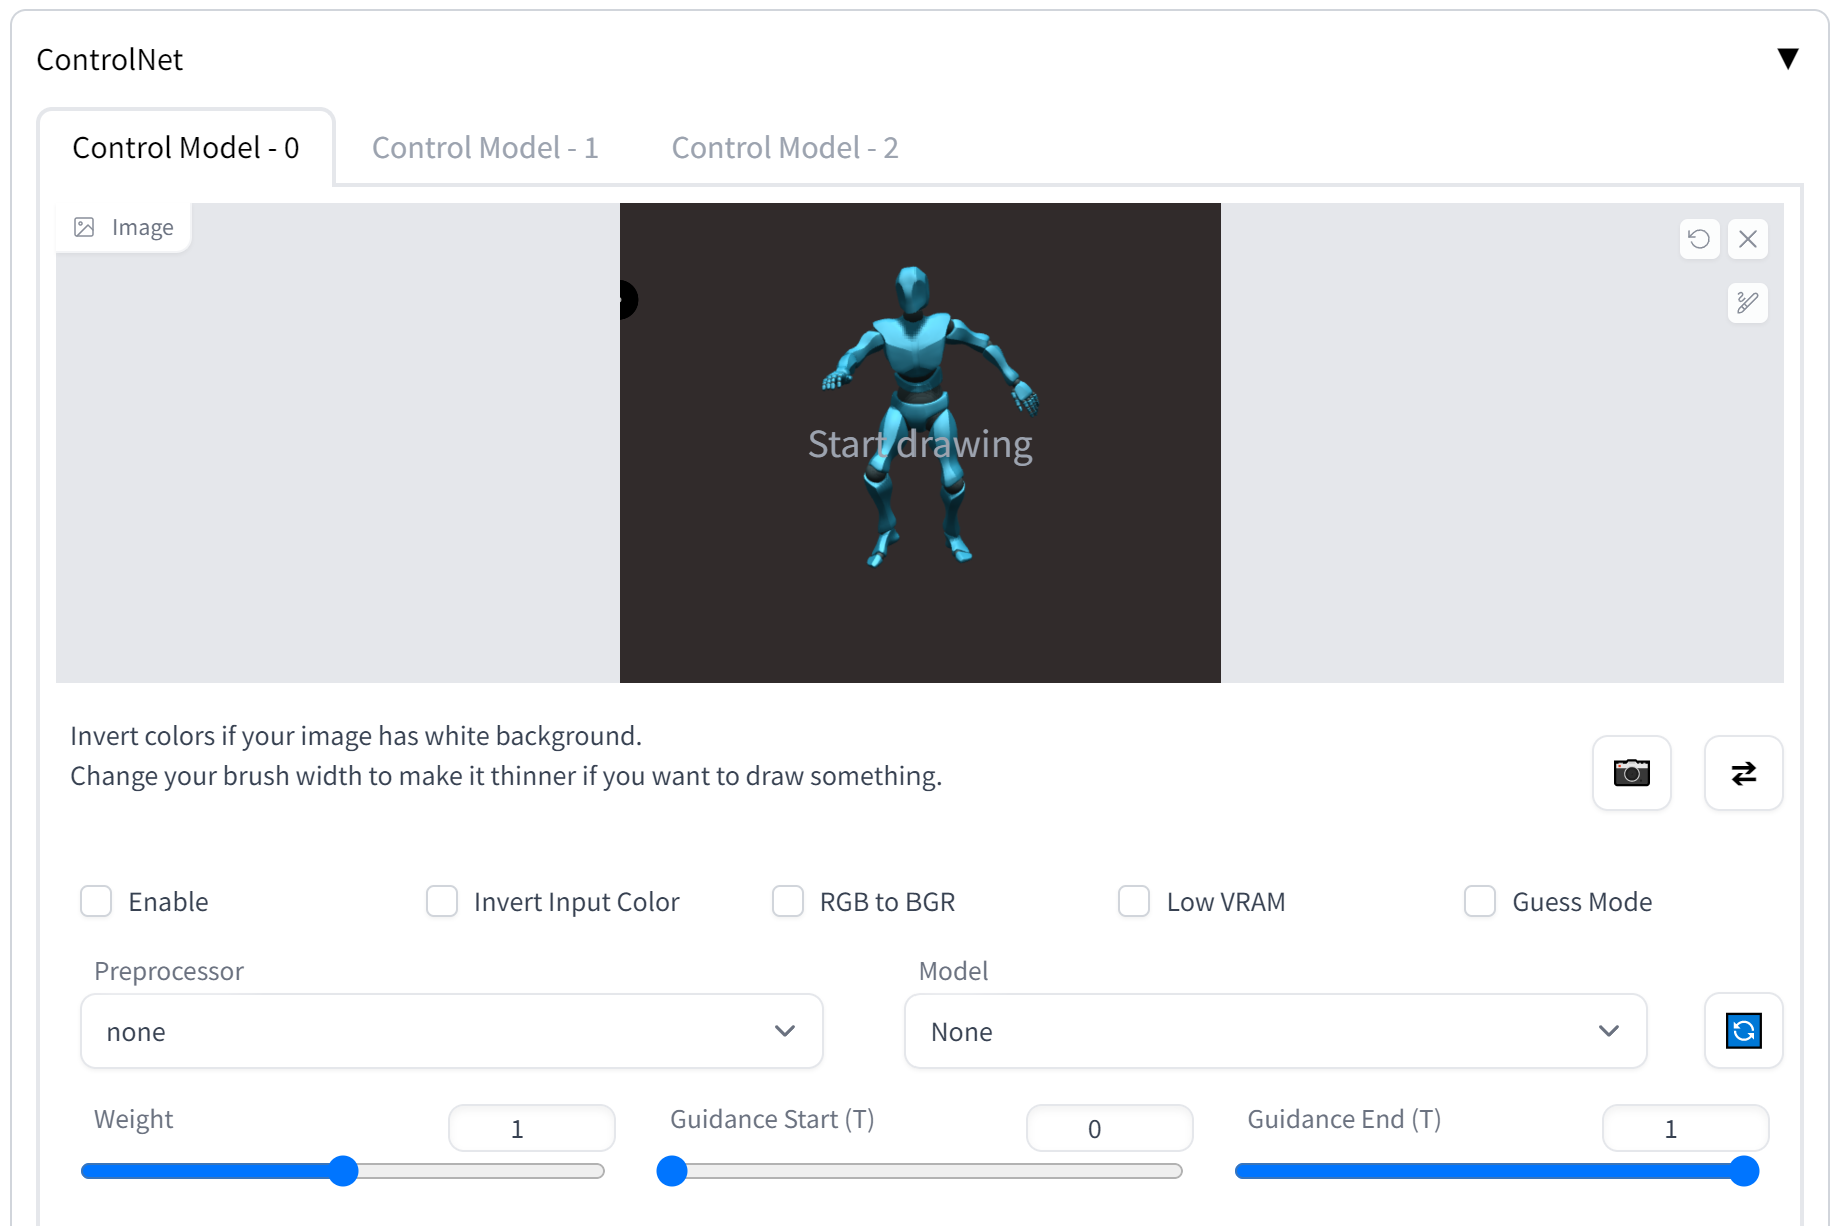 ControlNet
Control Model - 0
Control Model - 1
Control Model - 2
Image
Start drawing
Invert colors if your image has white background.
Change your brush width to make it thinner if you want to draw something.
Enable
Invert Input Color
RGB to BGR
Low VRAM
Guess Mode
Preprocessor
Model
none
None
Weight
1
Guidance Start (T)
0
Guidance End (T)
1